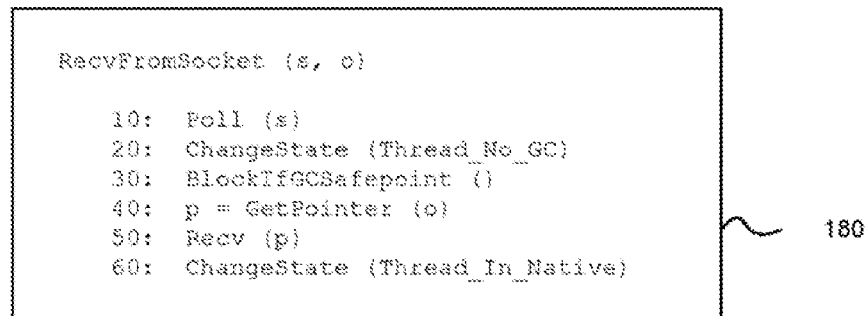 RecvFromSocket (s, o)
10: Poll (s)
20: ChangeState (Thread_No_GC)
30: BlockIfGCSafepoint ()
40: p = GetPointer (o)
50: Recv (p)
60: ChangeState (Thread_In_Native)
180